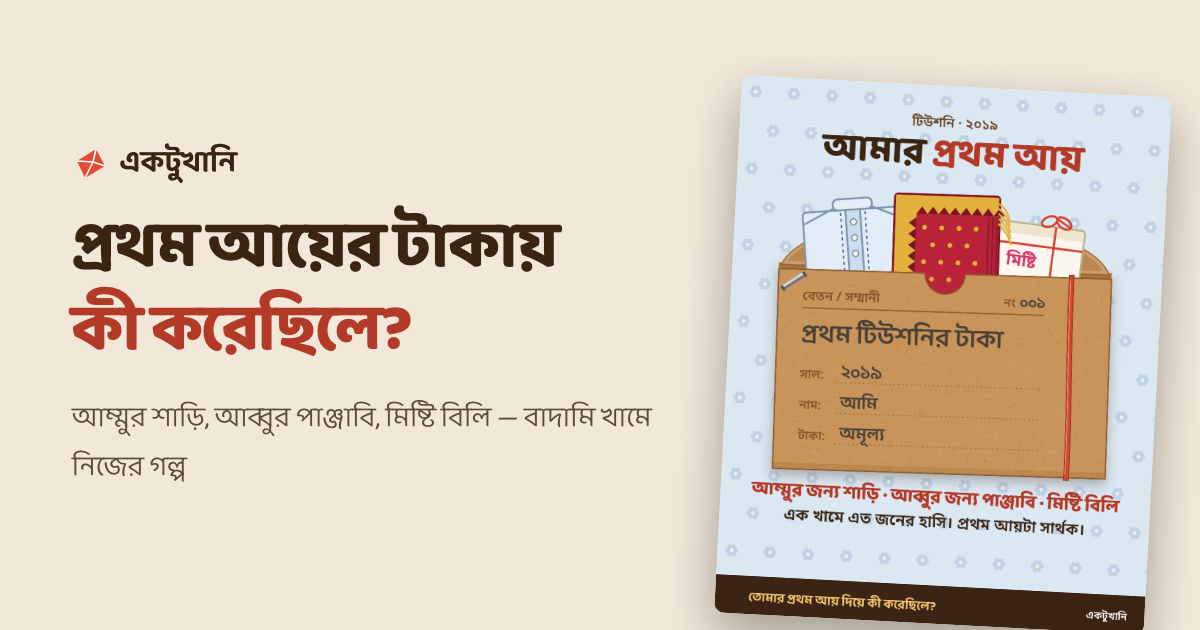 একটুখানি
প্রথম আয়ের টাকায়
কী করেছিলে?
আম্মুর শাড়ি, আব্বুর পাঞ্জাবি, মিষ্টি বিলি — বাদামি খামে
নিজের গল্প
টিউশনি · ২০১৯
আমার প্রথম আয়
মিষ্টি
বেতন / সম্মানী
নং ০০১
প্রথম টিউশনির টাকা
সাল: ২০১৯
নাম: আমি
টাকা: অমূল্য
আম্মুর জন্য শাড়ি · আব্বুর জন্য পাঞ্জাবি · মিষ্টি বিলি
এক খামে এত জনের হাসি। প্রথম আয়টা সার্থক।
তোমার প্রথম আয় দিয়ে কী করেছিলে?
একটুখানি